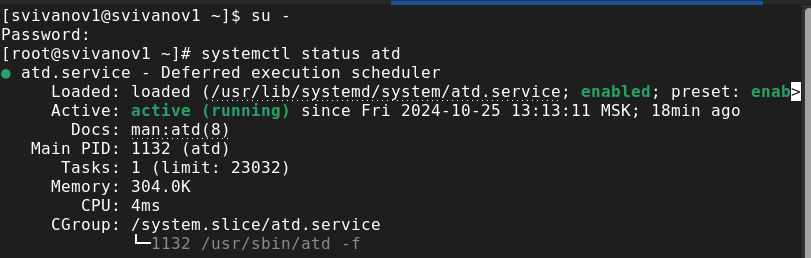 [svivanov1@svivanov1 ~]$ su -
Password:
[root@svivanov1 ~]# systemctl status atd
● atd.service - Deferred execution scheduler
     Loaded: loaded (/usr/lib/systemd/system/atd.service; enabled; preset: enab>
     Active: active (running) since Fri 2024-10-25 13:13:11 MSK; 18min ago
       Docs: man:atd(8)
   Main PID: 1132 (atd)
      Tasks: 1 (limit: 23032)
     Memory: 304.0K
        CPU: 4ms
     CGroup: /system.slice/atd.service
             └─1132 /usr/sbin/atd -f